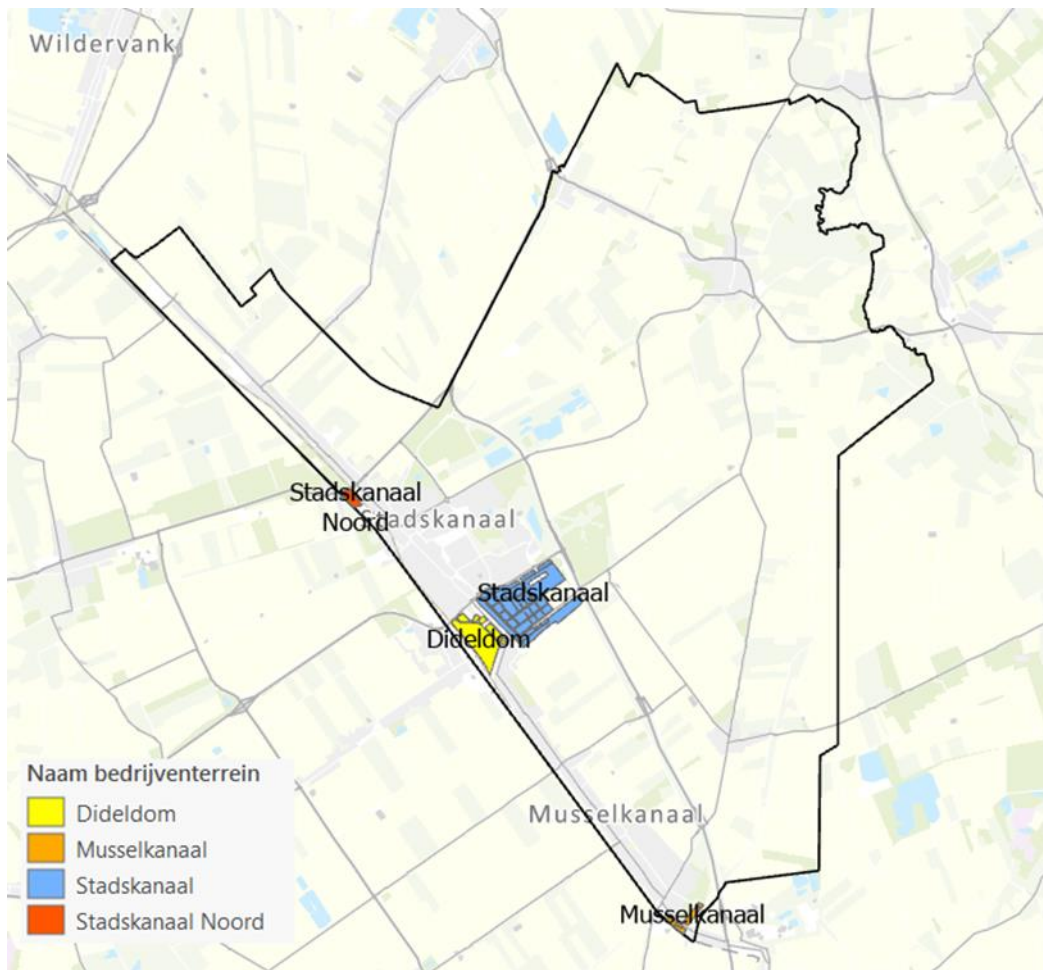 Wildervank
Stadskanaal
Noord
Stadskanaal
Stadskanaal
Dideldom
Musselkanaal
Musselkanaal
Naam bedrijventerrein
Dideldom
Musselkanaal
Stadskanaal
Stadskanaal Noord